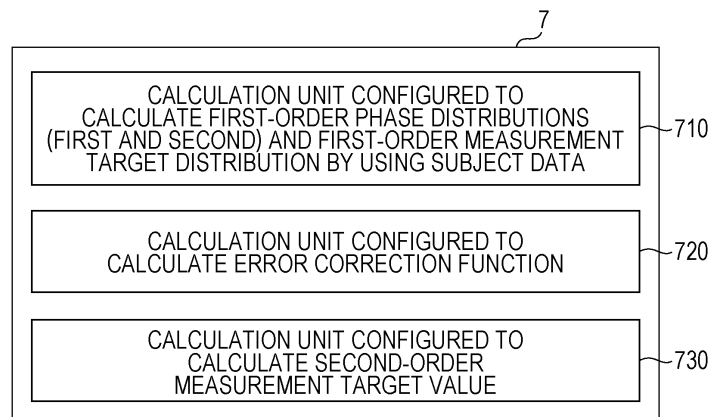 7
CALCULATION UNIT CONFIGURED TO
CALCULATE FIRST-ORDER PHASE DISTRIBUTIONS
(FIRST AND SECOND) AND FIRST-ORDER MEASUREMENT
TARGET DISTRIBUTION BY USING SUBJECT DATA
710
CALCULATION UNIT CONFIGURED TO
CALCULATE ERROR CORRECTION FUNCTION
720
CALCULATION UNIT CONFIGURED TO
CALCULATE SECOND-ORDER
MEASUREMENT TARGET VALUE
730